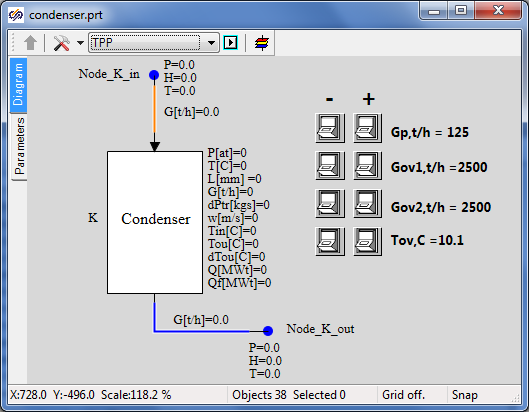 condenser.prt
TPP
Diagram
Parameters
Node_K_in
P=0.0
H=0.0
T=0.0
G[t/h]=0.0
K
Condenser
P[at]=0
T[C]=0
L[mm] =0
G[t/h]=0
dPtr[kgs]=0
w[m/s]=0
Tin[C]=0
Tou[C]=0
dTou[C]=0
Q[MWt]=0
Qf[MWt]=0
- +
Gp,t/h = 125
Gov1,t/h =2500
Gov2,t/h = 2500
Tov,C =10.1
G[t/h]=0.0
Node_K_out
P=0.0
H=0.0
T=0.0
X:728.0 Y:-496.0 Scale:118.2 % Objects 38 Selected 0 Grid off. Snap